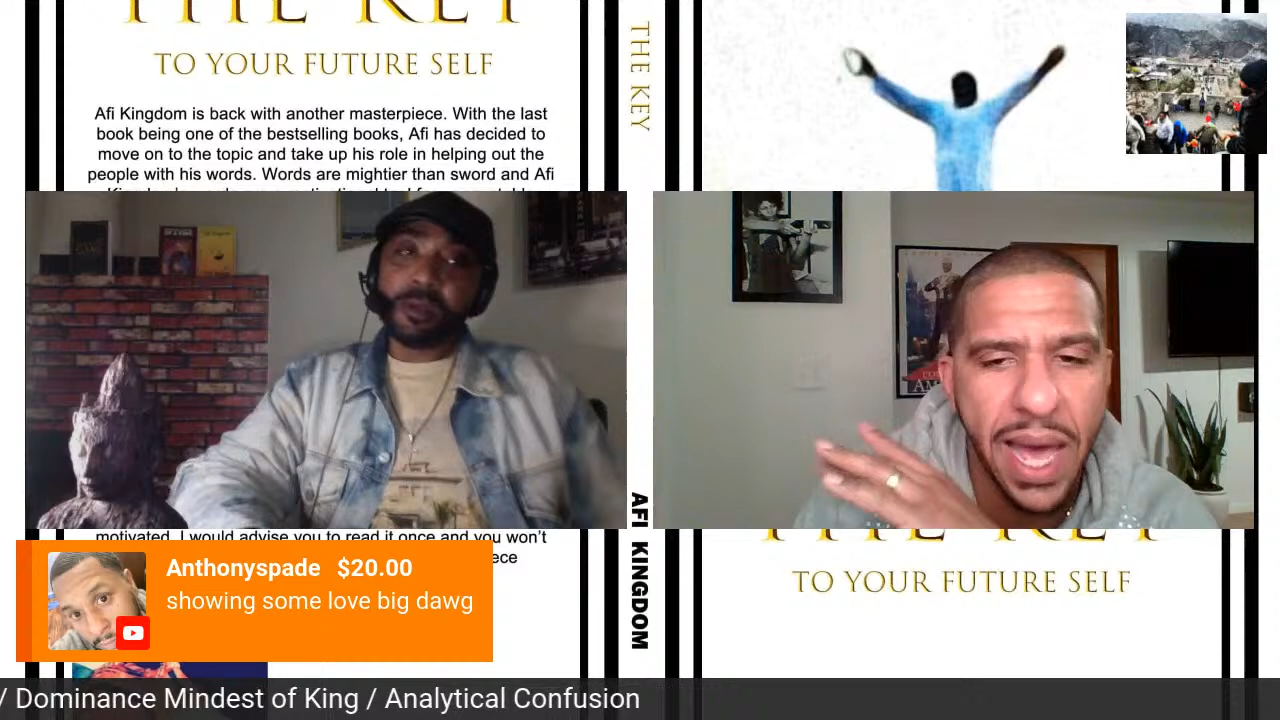 THE KEY
TO YOUR FUTURE SELF
Afi Kingdom is back with another masterpiece. With the last
book being one of the bestselling books, Afi has decided to
move on to the topic and take up his role in helping out the
people with his words. Words are mightier than sword and Afi
THE KEY
AFI KINGDOM
motivated. I would advise you to read it once and you won't
THE KEY
TO YOUR FUTURE SELF
Anthonyspade $20.00
showing some love big dawg
/ Dominance Mindest of King / Analytical Confusion